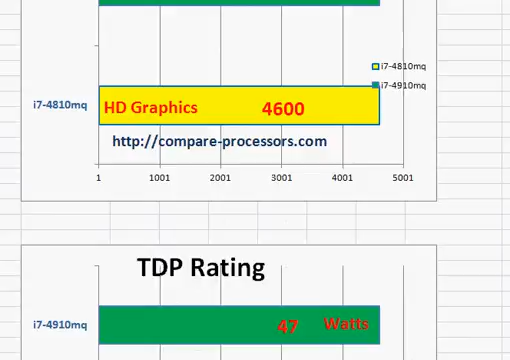 i7-4810mq
i7-4910mq
i7-4810mq HD Graphics 4600
http://compare-processors.com
1 1001 2001 3001 4001 5001
TDP Rating
i7-4910mq 47 Watts